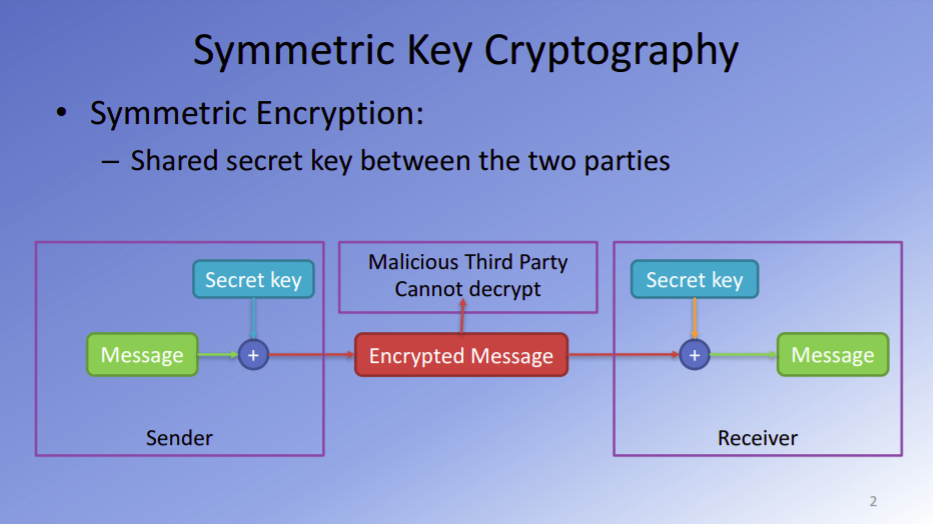 Symmetric Key Cryptography
• Symmetric Encryption:
– Shared secret key between the two parties
Secret key
Message
+
Sender
Malicious Third Party
Cannot decrypt
Encrypted Message
Secret key
+
Message
Receiver
2